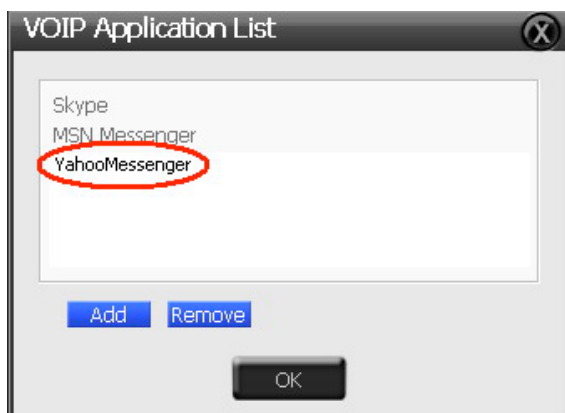 VOIP Application List
X
Skype
MSN Messenger
YahooMessenger
Add Remove
OK